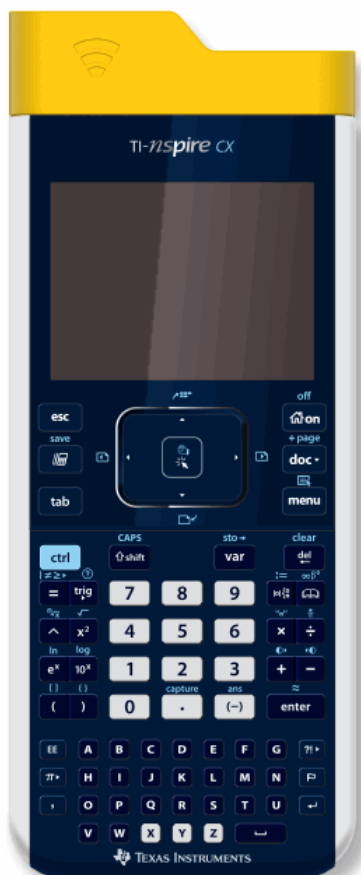 TI-nspire CX
off
esc on
save + page
doc
tab menu
CAPS sto→ clear
ctrl ⇧shift var del
|≠≥▸ ? := ∞β°
= trig 7 8 9
√
^ x² 4 5 6 × ÷
ln log
eˣ 10ˣ 1 2 3 + −
[ ] { } capture ans ≈
( ) 0 . (−) enter
EE A B C D E F G ?!▸
π▸ H I J K L M N
, O P Q R S T U ↵
V W X Y Z
TEXAS INSTRUMENTS